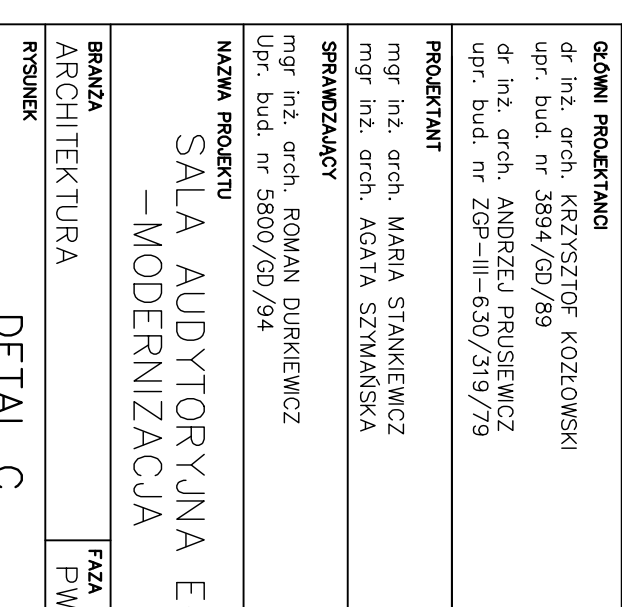 GŁÓWNI PROJEKTANCI
dr inż. arch. KRZYSZTOF KOZŁOWSKI
upr. bud. nr 3894/GD/89
dr inż. arch. ANDRZEJ PRUSIEWICZ
upr. bud. nr ZGP-III-630/319/79
PROJEKTANT
mgr inż. arch. MARIA STANKIEWICZ
mgr inż. arch. AGATA SZYMAŃSKA
SPRAWDZAJĄCY
mgr inż. arch. ROMAN DURKIEWICZ
Upr. bud. nr 5800/GD/94
NAZWA PROJEKTU
SALA AUDYTORYJNA E
-MODERNIZACJA
BRANŻA
ARCHITEKTURA
FAZA
PW
RYSUNEK
DETAL C